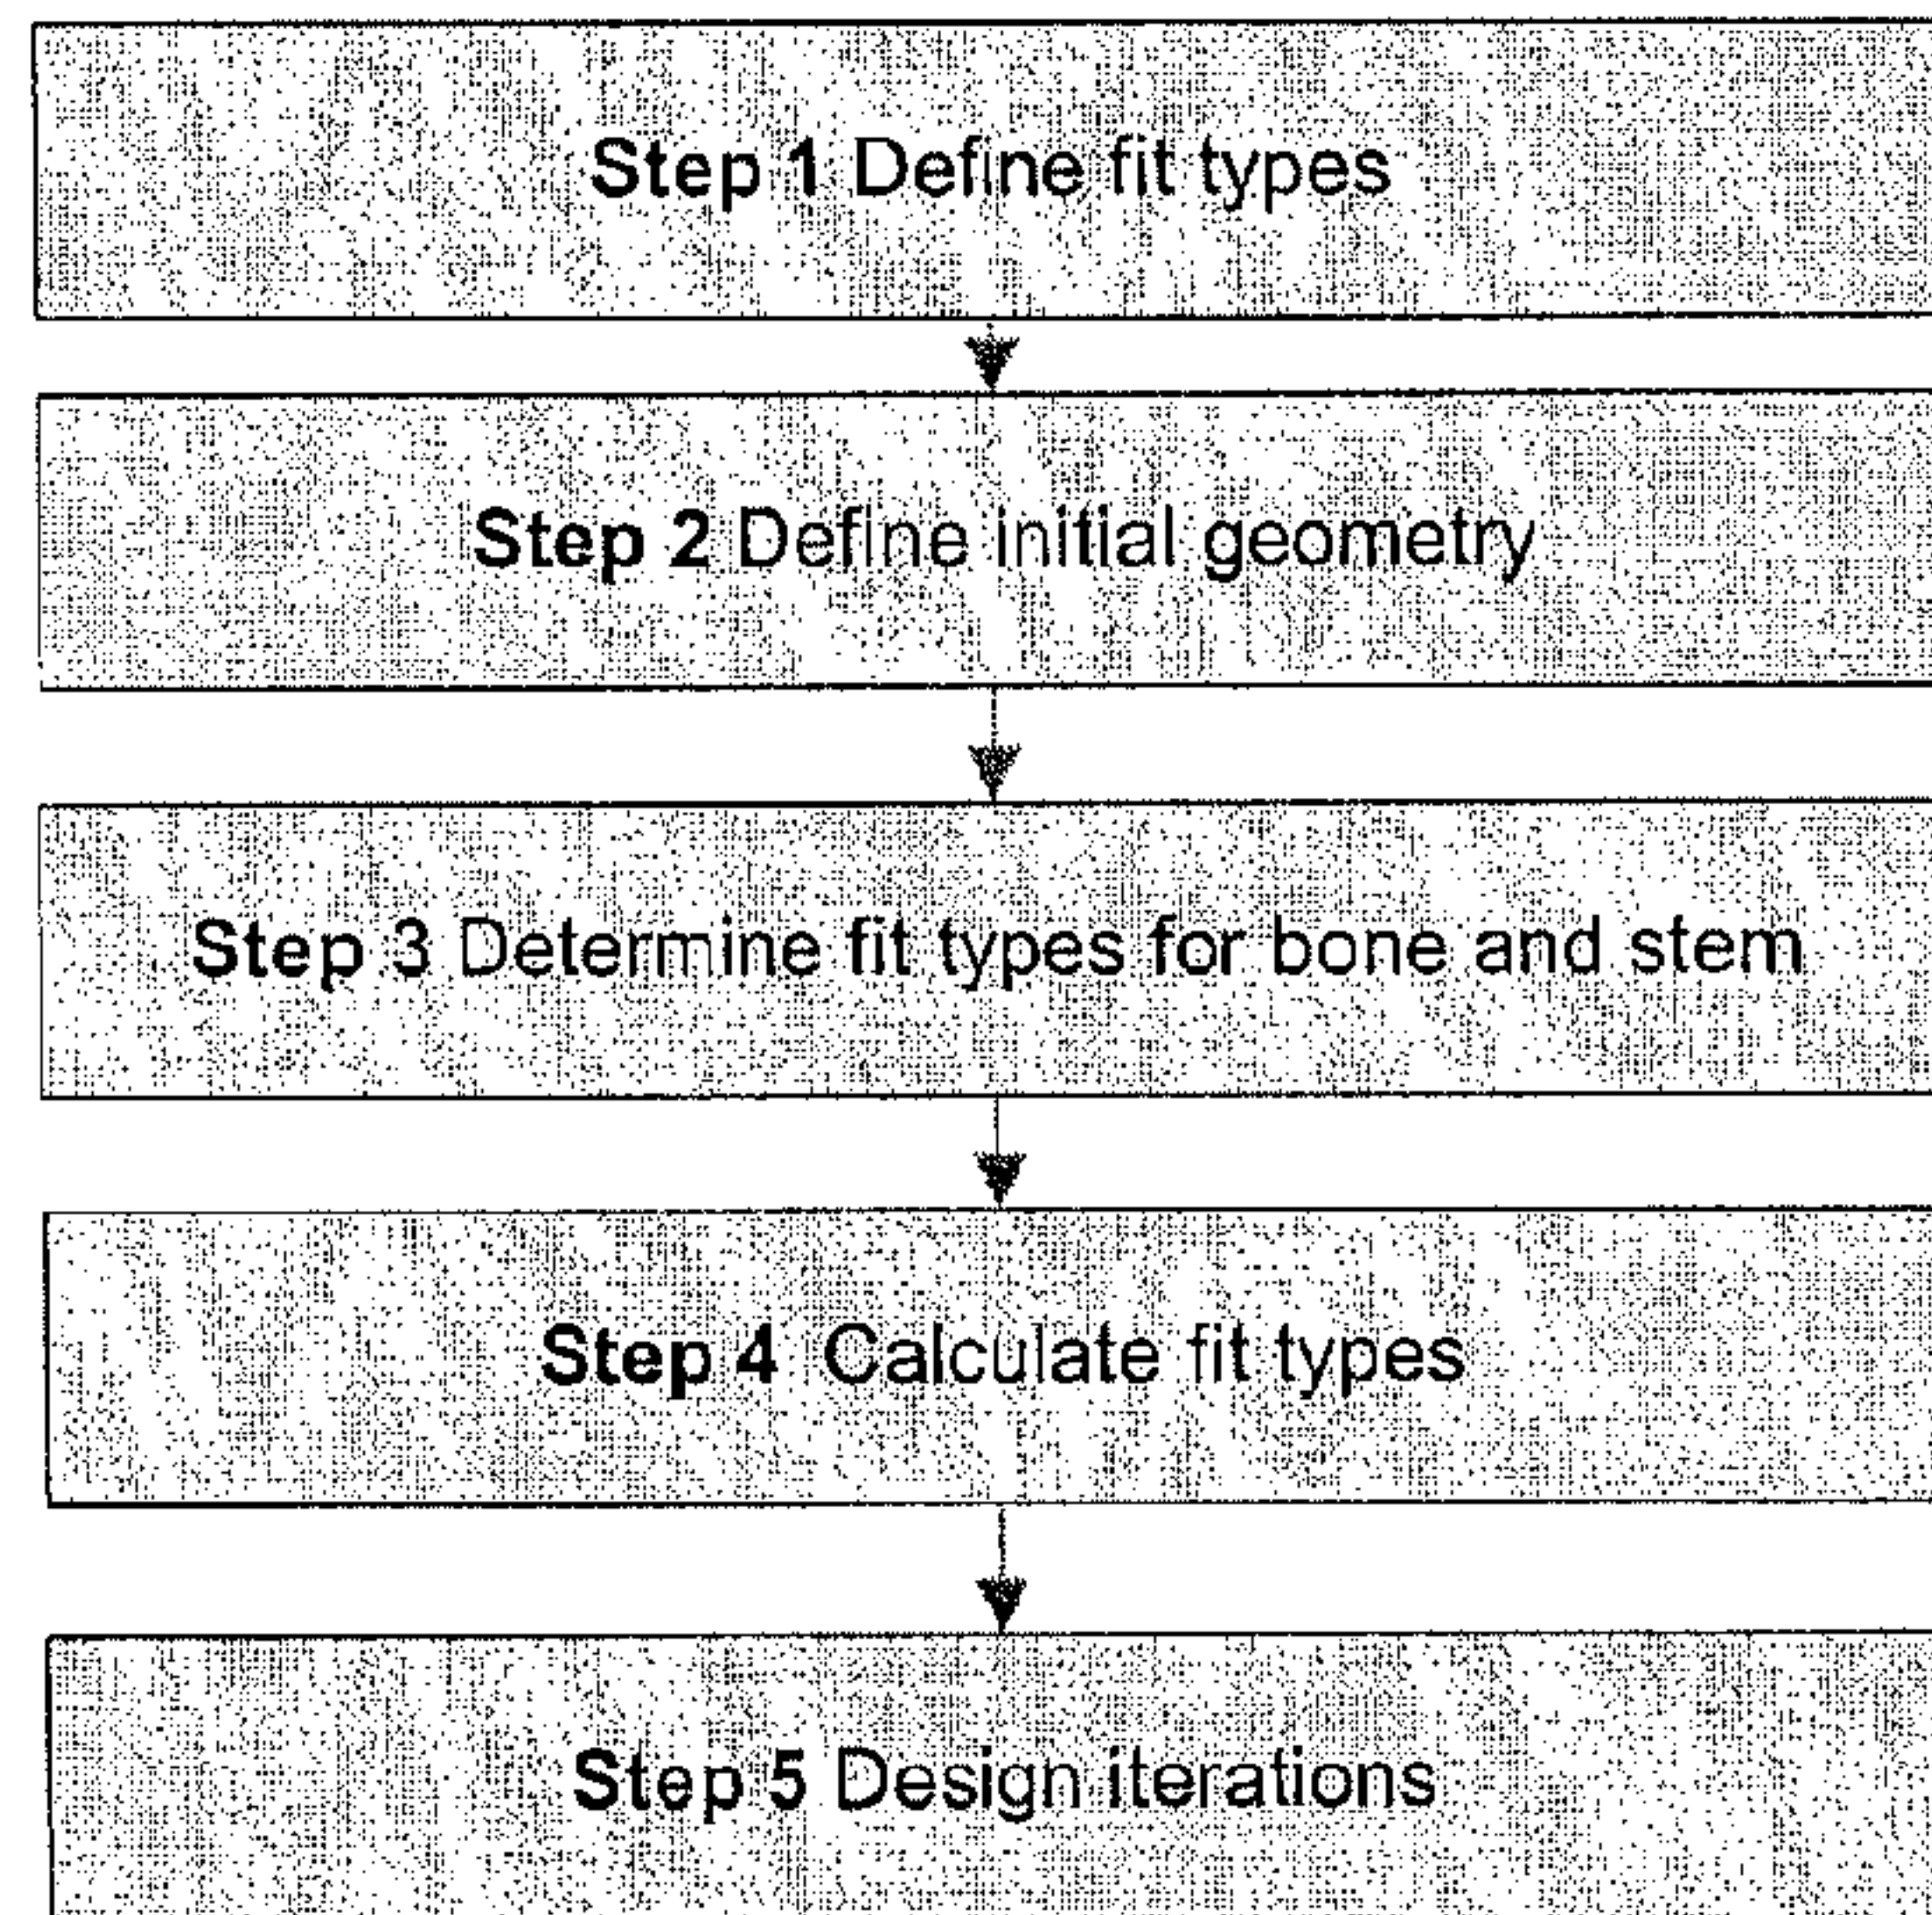 Step 1 Define fit types
Step 2 Define initial geometry
Step 3 Determine fit types for bone and stem
Step 4 Calculate fit types
Step 5 Design iterations